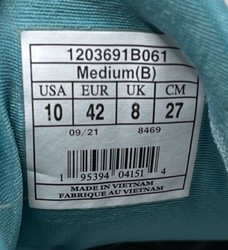 1203691B061
Medium(B)
USA EUR UK CM
10 42 8 27
09/21 8469
1 95394 04151 4
MADE IN VIETNAM
FABRIQUE AU VIETNAM